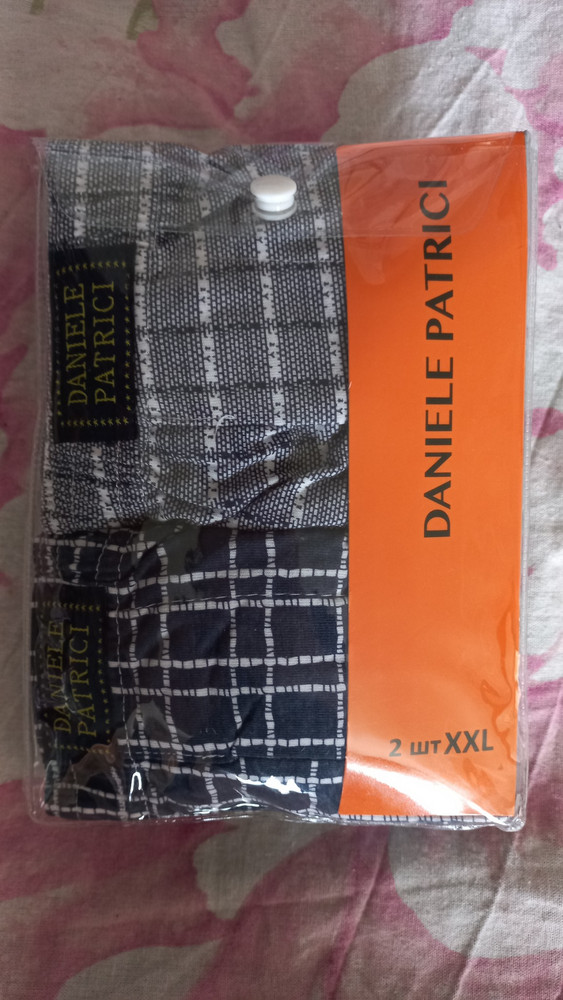 DANIELE
PATRICI
DANIELE
PATRICI
DANIELE PATRICI
2 шт XXL